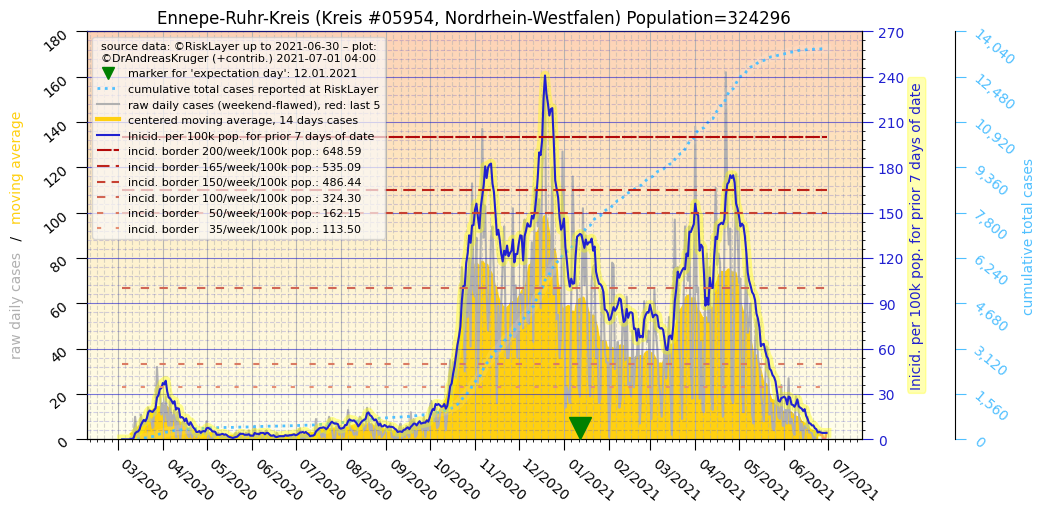 Ennepe-Ruhr-Kreis (Kreis #05954, Nordrhein-Westfalen) Population=324296
source data: ©RiskLayer up to 2021-06-30 – plot:
©DrAndreasKruger (+contrib.) 2021-07-01 04:00
marker for 'expectation day': 12.01.2021
cumulative total cases reported at RiskLayer
raw daily cases (weekend-flawed), red: last 5
centered moving average, 14 days cases
Inicid. per 100k pop. for prior 7 days of date
incid. border 200/week/100k pop.: 648.59
incid. border 165/week/100k pop.: 535.09
incid. border 150/week/100k pop.: 486.44
incid. border 100/week/100k pop.: 324.30
incid. border   50/week/100k pop.: 162.15
incid. border   35/week/100k pop.: 113.50
raw daily cases   /   moving average
180
160
140
120
100
80
60
40
20
0
270
240
210
180
150
120
90
60
30
0
Inicid. per 100k pop. for prior 7 days of date
14,040
12,480
10,920
9,360
7,800
6,240
4,680
3,120
1,560
0
cumulative total cases
03/2020
04/2020
05/2020
06/2020
07/2020
08/2020
09/2020
10/2020
11/2020
12/2020
01/2021
02/2021
03/2021
04/2021
05/2021
06/2021
07/2021